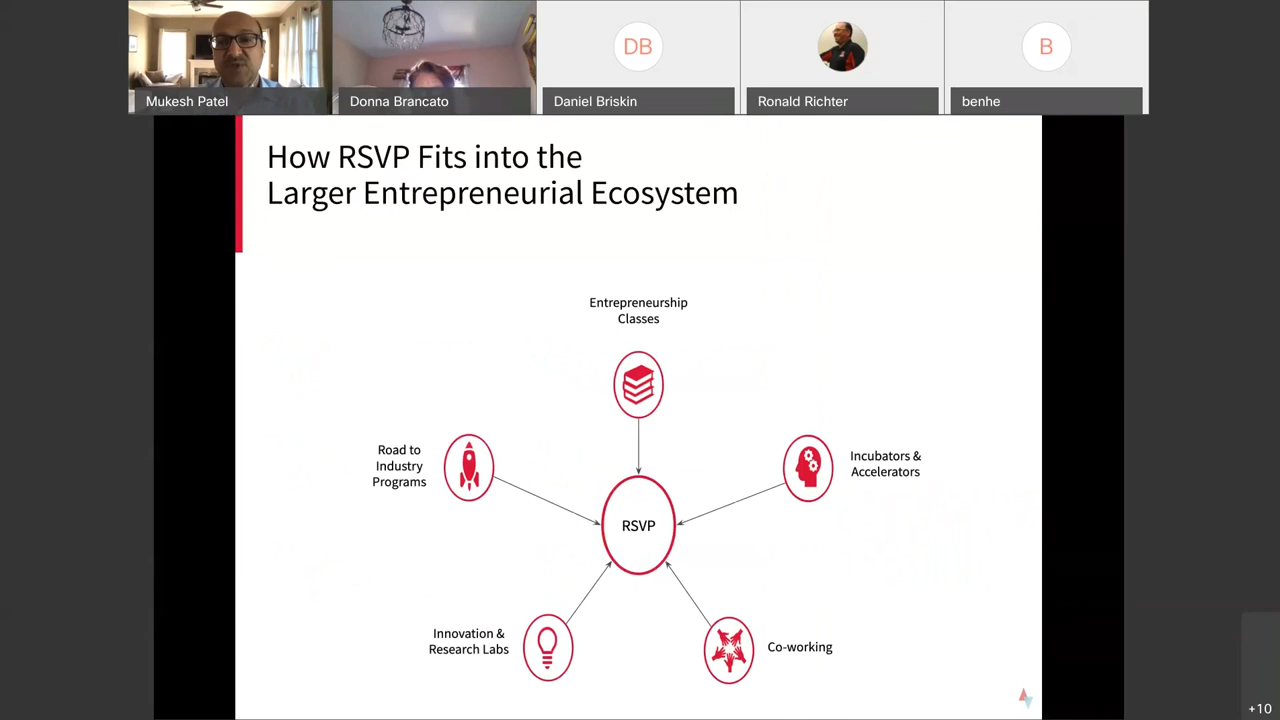 DB
B
Mukesh Patel
Donna Brancato
Daniel Briskin
Ronald Richter
benhe
How RSVP Fits into the
Larger Entrepreneurial Ecosystem
Entrepreneurship
Classes
Road to
Industry
Programs
Incubators &
Accelerators
RSVP
Innovation &
Research Labs
Co-working
+10